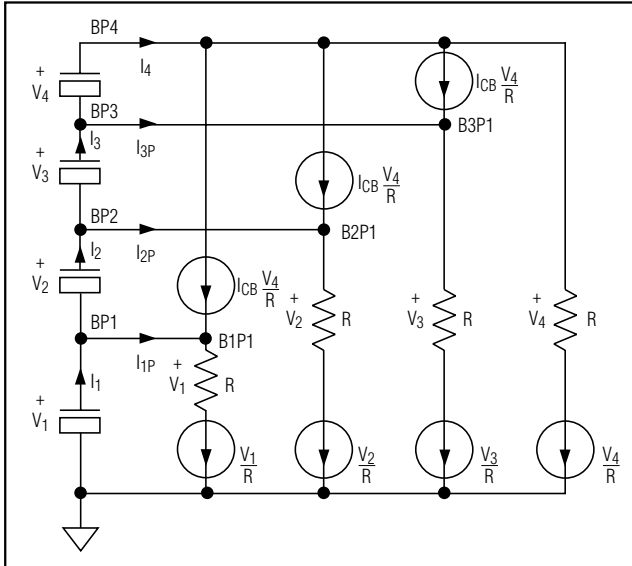 BP4
I4
+
V4
BP3
I3
I3P
+
V3
BP2
I2
I2P
+
V2
BP1
I1
I1P
+
V1
ICB V4/R
B3P1
ICB V4/R
B2P1
ICB V4/R
B1P1
+
V1 R
+
V2 R
+
V3 R
+
V4 R
V1/R
V2/R
V3/R
V4/R